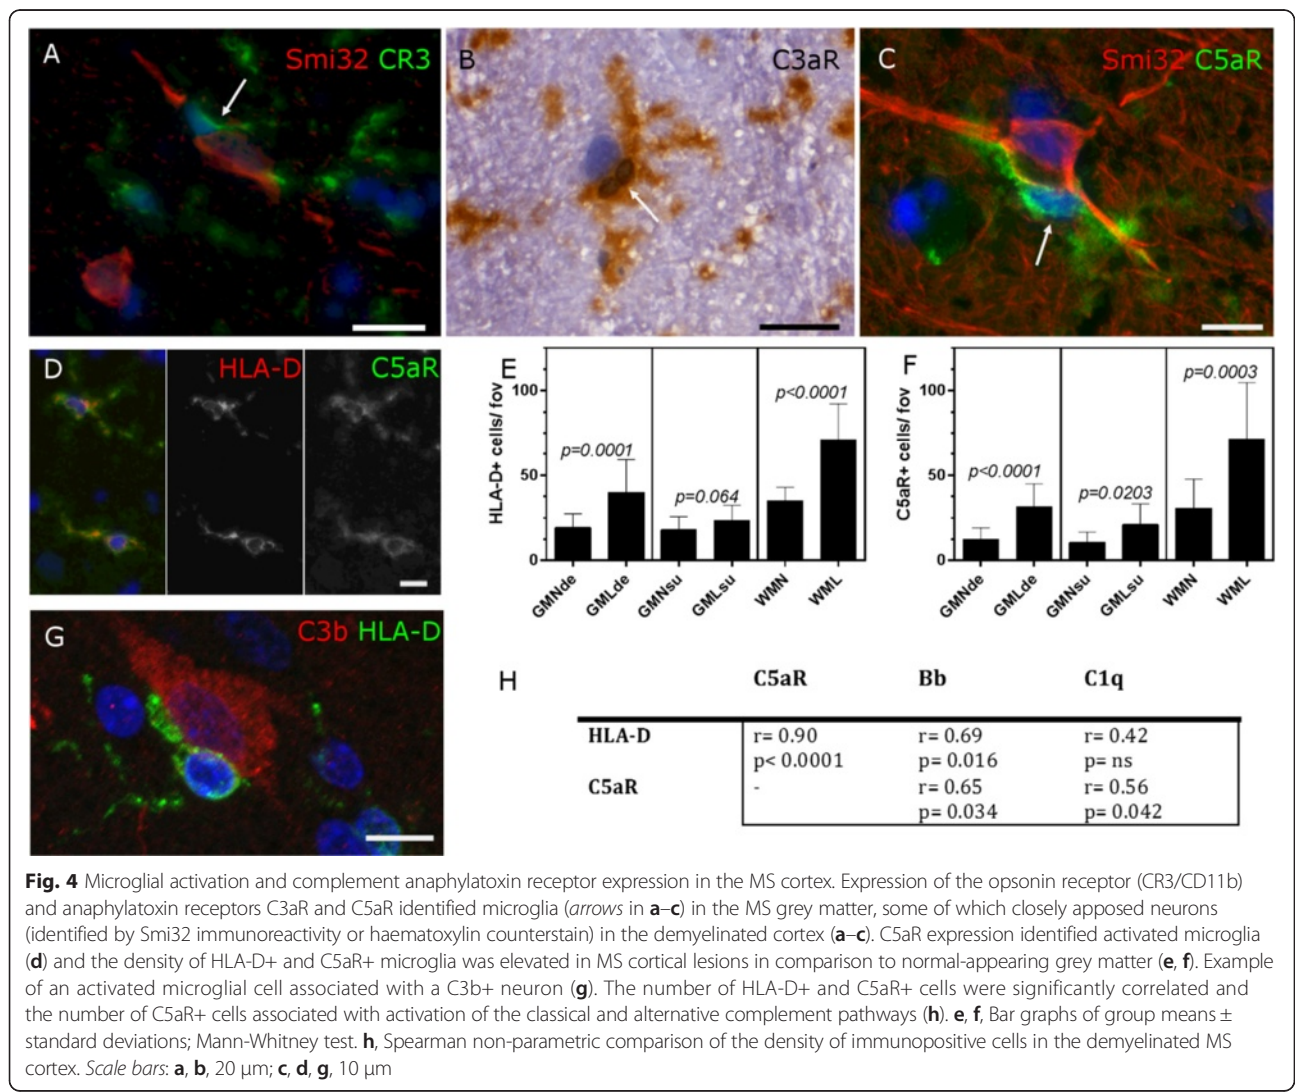 A
Smi32 CR3
B
C3aR
C
Smi32 C5aR
D
HLA-D
C5aR
E
HLA-D+ cells/ fov
100
50
0
p=0.0001
p=0.064
p<0.0001
GMNde
GMLde
GMNsu
GMLsu
WMN
WML
F
C5aR+ cells/ fov
100
50
0
p<0.0001
p=0.0203
p=0.0003
GMNde
GMLde
GMNsu
GMLsu
WMN
WML
G
C3b HLA-D
H
C5aR Bb C1q
HLA-D r= 0.90 r= 0.69 r= 0.42
p< 0.0001 p= 0.016 p= ns
C5aR - r= 0.65 r= 0.56
p= 0.034 p= 0.042
Fig. 4 Microglial activation and complement anaphylatoxin receptor expression in the MS cortex. Expression of the opsonin receptor (CR3/CD11b)
and anaphylatoxin receptors C3aR and C5aR identified microglia (arrows in a–c) in the MS grey matter, some of which closely apposed neurons
(identified by Smi32 immunoreactivity or haematoxylin counterstain) in the demyelinated cortex (a–c). C5aR expression identified activated microglia
(d) and the density of HLA-D+ and C5aR+ microglia was elevated in MS cortical lesions in comparison to normal-appearing grey matter (e, f). Example
of an activated microglial cell associated with a C3b+ neuron (g). The number of HLA-D+ and C5aR+ cells were significantly correlated and
the number of C5aR+ cells associated with activation of the classical and alternative complement pathways (h). e, f, Bar graphs of group means ±
standard deviations; Mann-Whitney test. h, Spearman non-parametric comparison of the density of immunopositive cells in the demyelinated MS
cortex. Scale bars: a, b, 20 μm; c, d, g, 10 μm